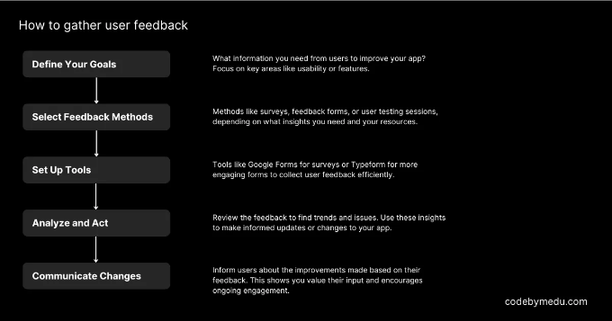 How to gather user feedback
Define Your Goals
What information you need from users to improve your app?
Focus on key areas like usability or features.
Select Feedback Methods
Methods like surveys, feedback forms, or user testing sessions,
depending on what insights you need and your resources.
Set Up Tools
Tools like Google Forms for surveys or Typeform for more
engaging forms to collect user feedback efficiently.
Analyze and Act
Review the feedback to find trends and issues. Use these insights
to make informed updates or changes to your app.
Communicate Changes
Inform users about the improvements made based on their
feedback. This shows you value their input and encourages
ongoing engagement.
codebymedu.com